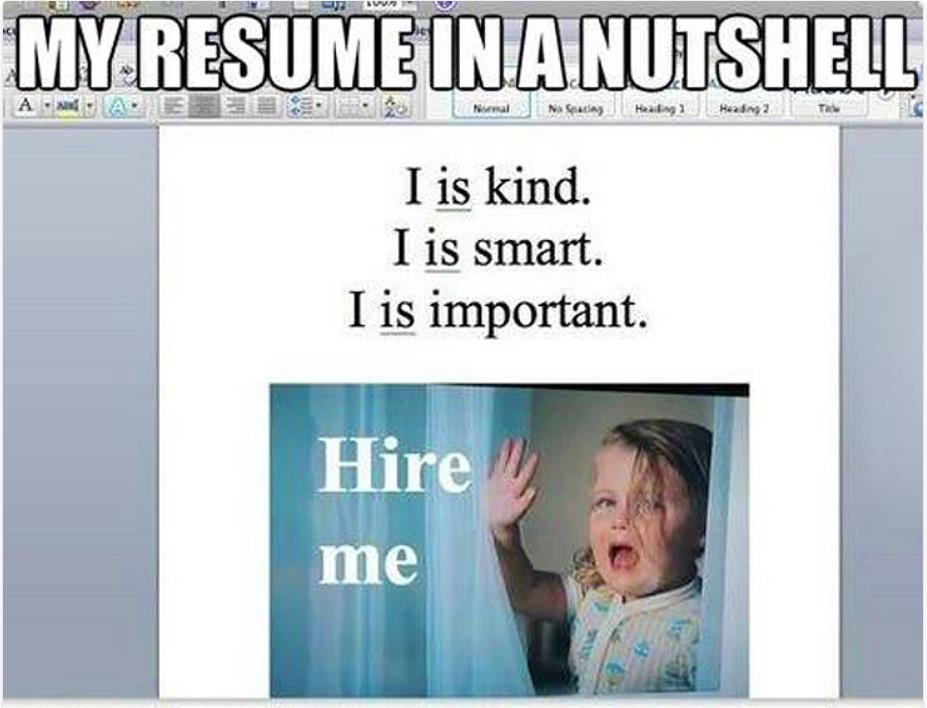 MY RESUME IN A NUTSHELL
Normal
No Spacing
Heading 1
Heading 2
Title
I is kind.
I is smart.
I is important.
Hire
me